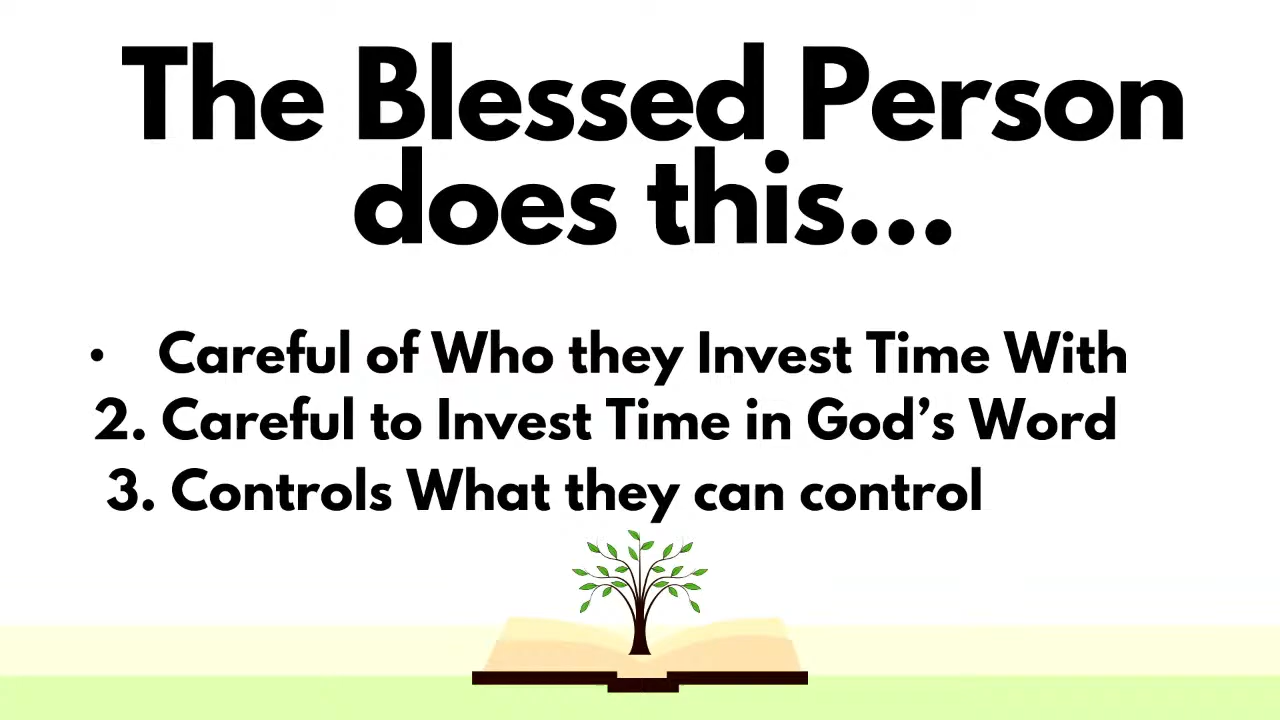 The Blessed Person
does this...
• Careful of Who they Invest Time With
2. Careful to Invest Time in God’s Word
3. Controls What they can control